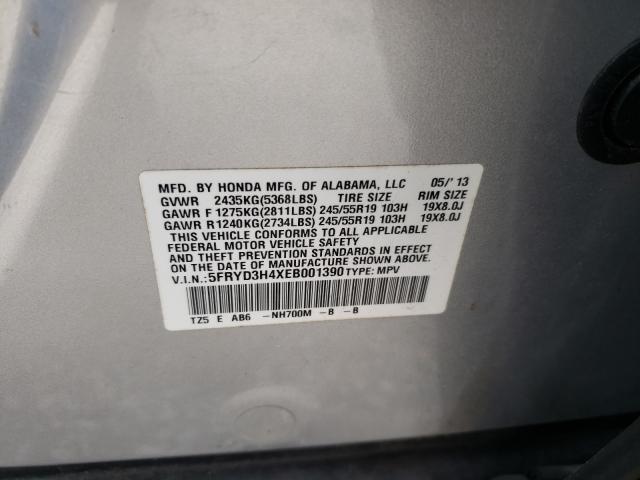 MFD. BY HONDA MFG. OF ALABAMA, LLC 05/'13
GVWR 2435KG(5368LBS) TIRE SIZE RIM SIZE
GAWR F 1275KG(2811LBS) 245/55R19 103H 19X8.0J
GAWR R1240KG(2734LBS) 245/55R19 103H 19X8.0J
THIS VEHICLE CONFORMS TO ALL APPLICABLE
FEDERAL MOTOR VEHICLE SAFETY
AND THEFT PREVENTION STANDARDS IN EFFECT
ON THE DATE OF MANUFACTURE SHOWN ABOVE.
V.I.N.:5FRYD3H4XEB001390 TYPE: MPV
TZ5 E AB6 -NH700M -B -B